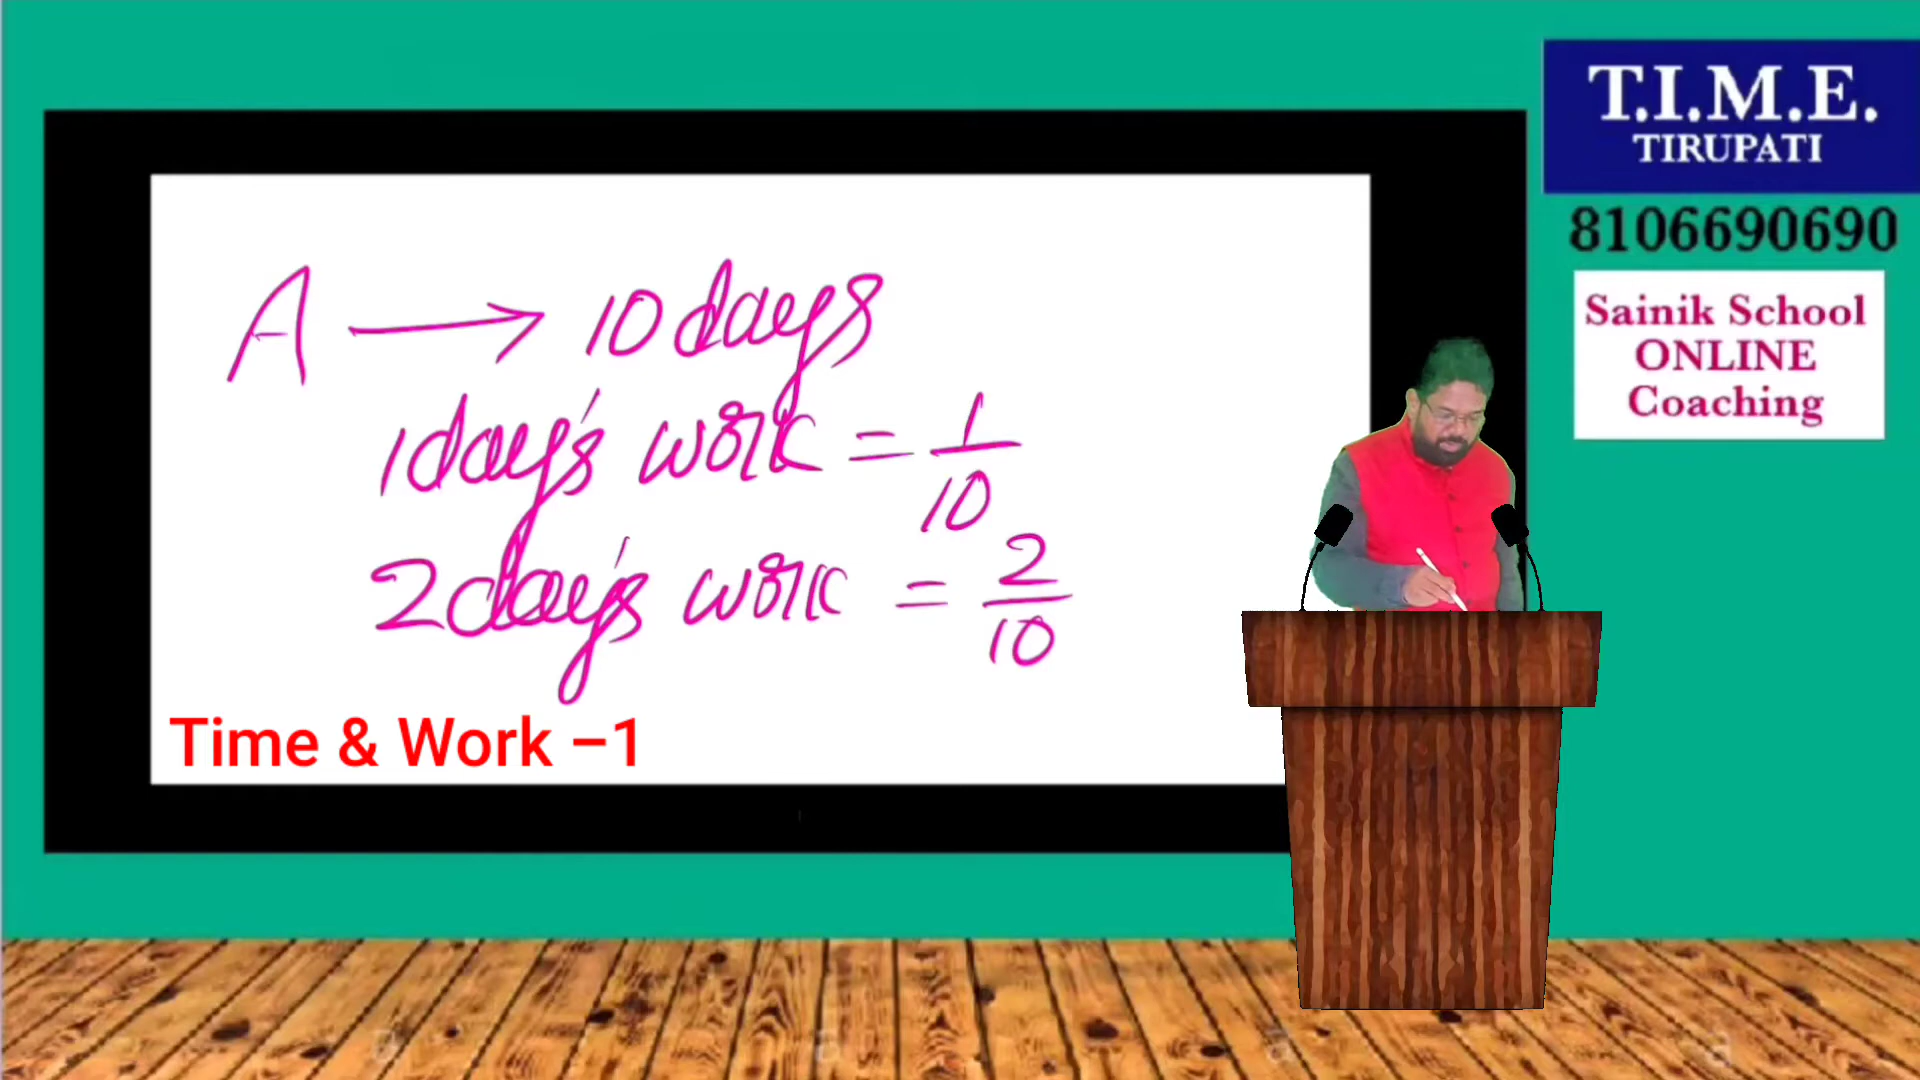 A → 10 days
1 day's work = 1/10
2 day's work = 2/10
Time & Work –1
T.I.M.E.
TIRUPATI
8106690690
Sainik School
ONLINE
Coaching